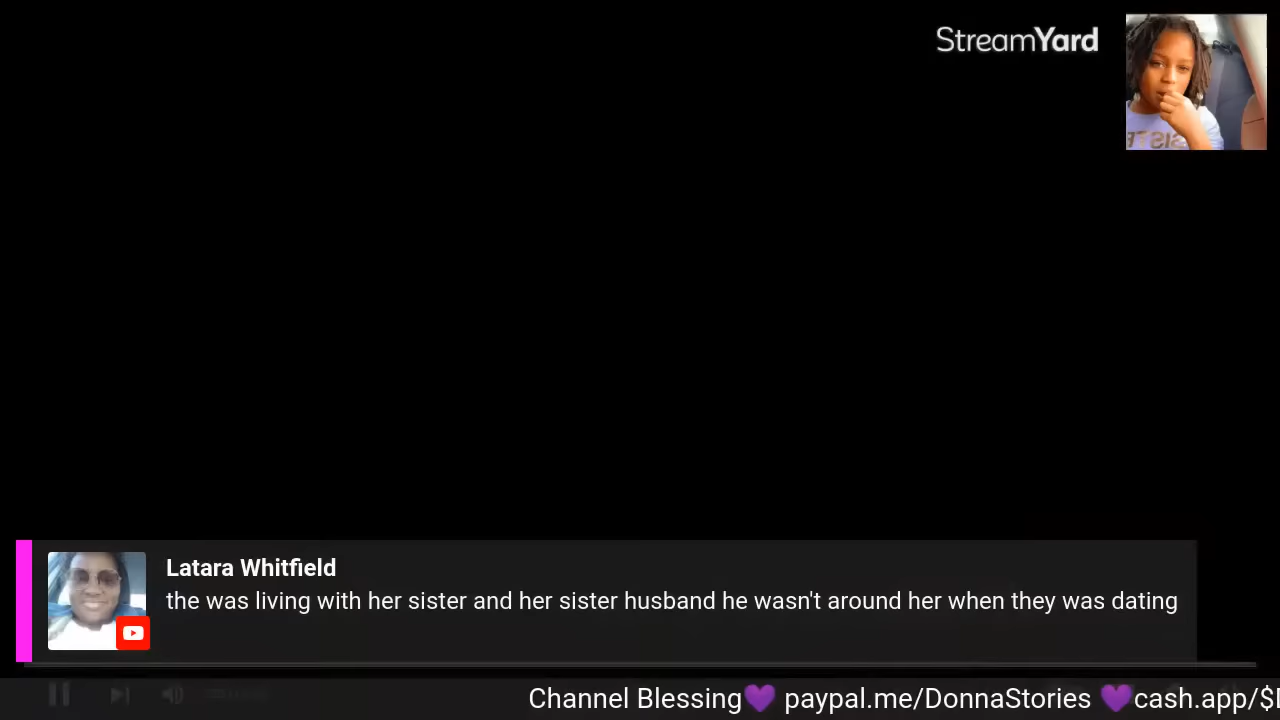 StreamYard
Latara Whitfield
the was living with her sister and her sister husband he wasn't around her when they was dating
Channel Blessing💜 paypal.me/DonnaStories 💜cash.app/$